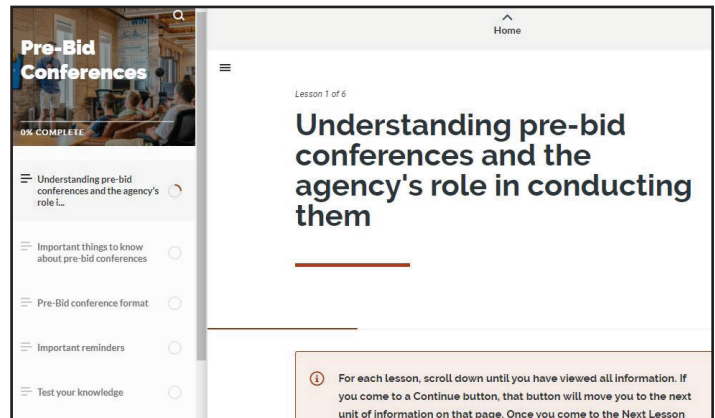 Pre-Bid
Conferences
0% COMPLETE
Understanding pre-bid
conferences and the agency's
role i...
Important things to know
about pre-bid conferences
Pre-Bid conference format
Important reminders
Test your knowledge
Home
Lesson 1 of 6
Understanding pre-bid
conferences and the
agency's role in conducting
them
For each lesson, scroll down until you have viewed all information. If
you come to a Continue button, that button will move you to the next
unit of information on that page. Once you come to the Next Lesson